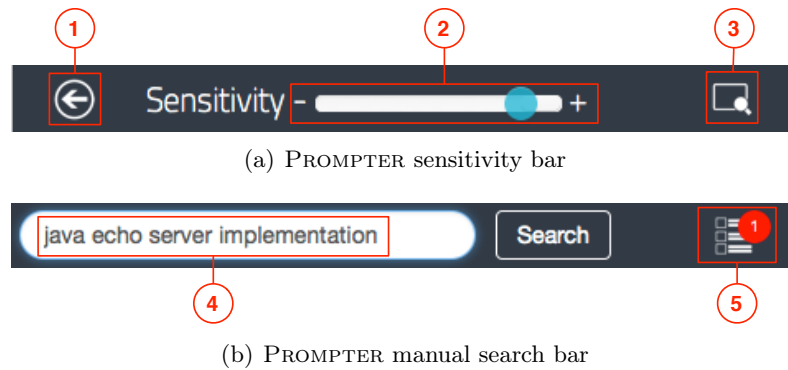 1 2 3
Sensitivity - +
(a) PROMPTER sensitivity bar
java echo server implementation Search 1
4 5
(b) PROMPTER manual search bar